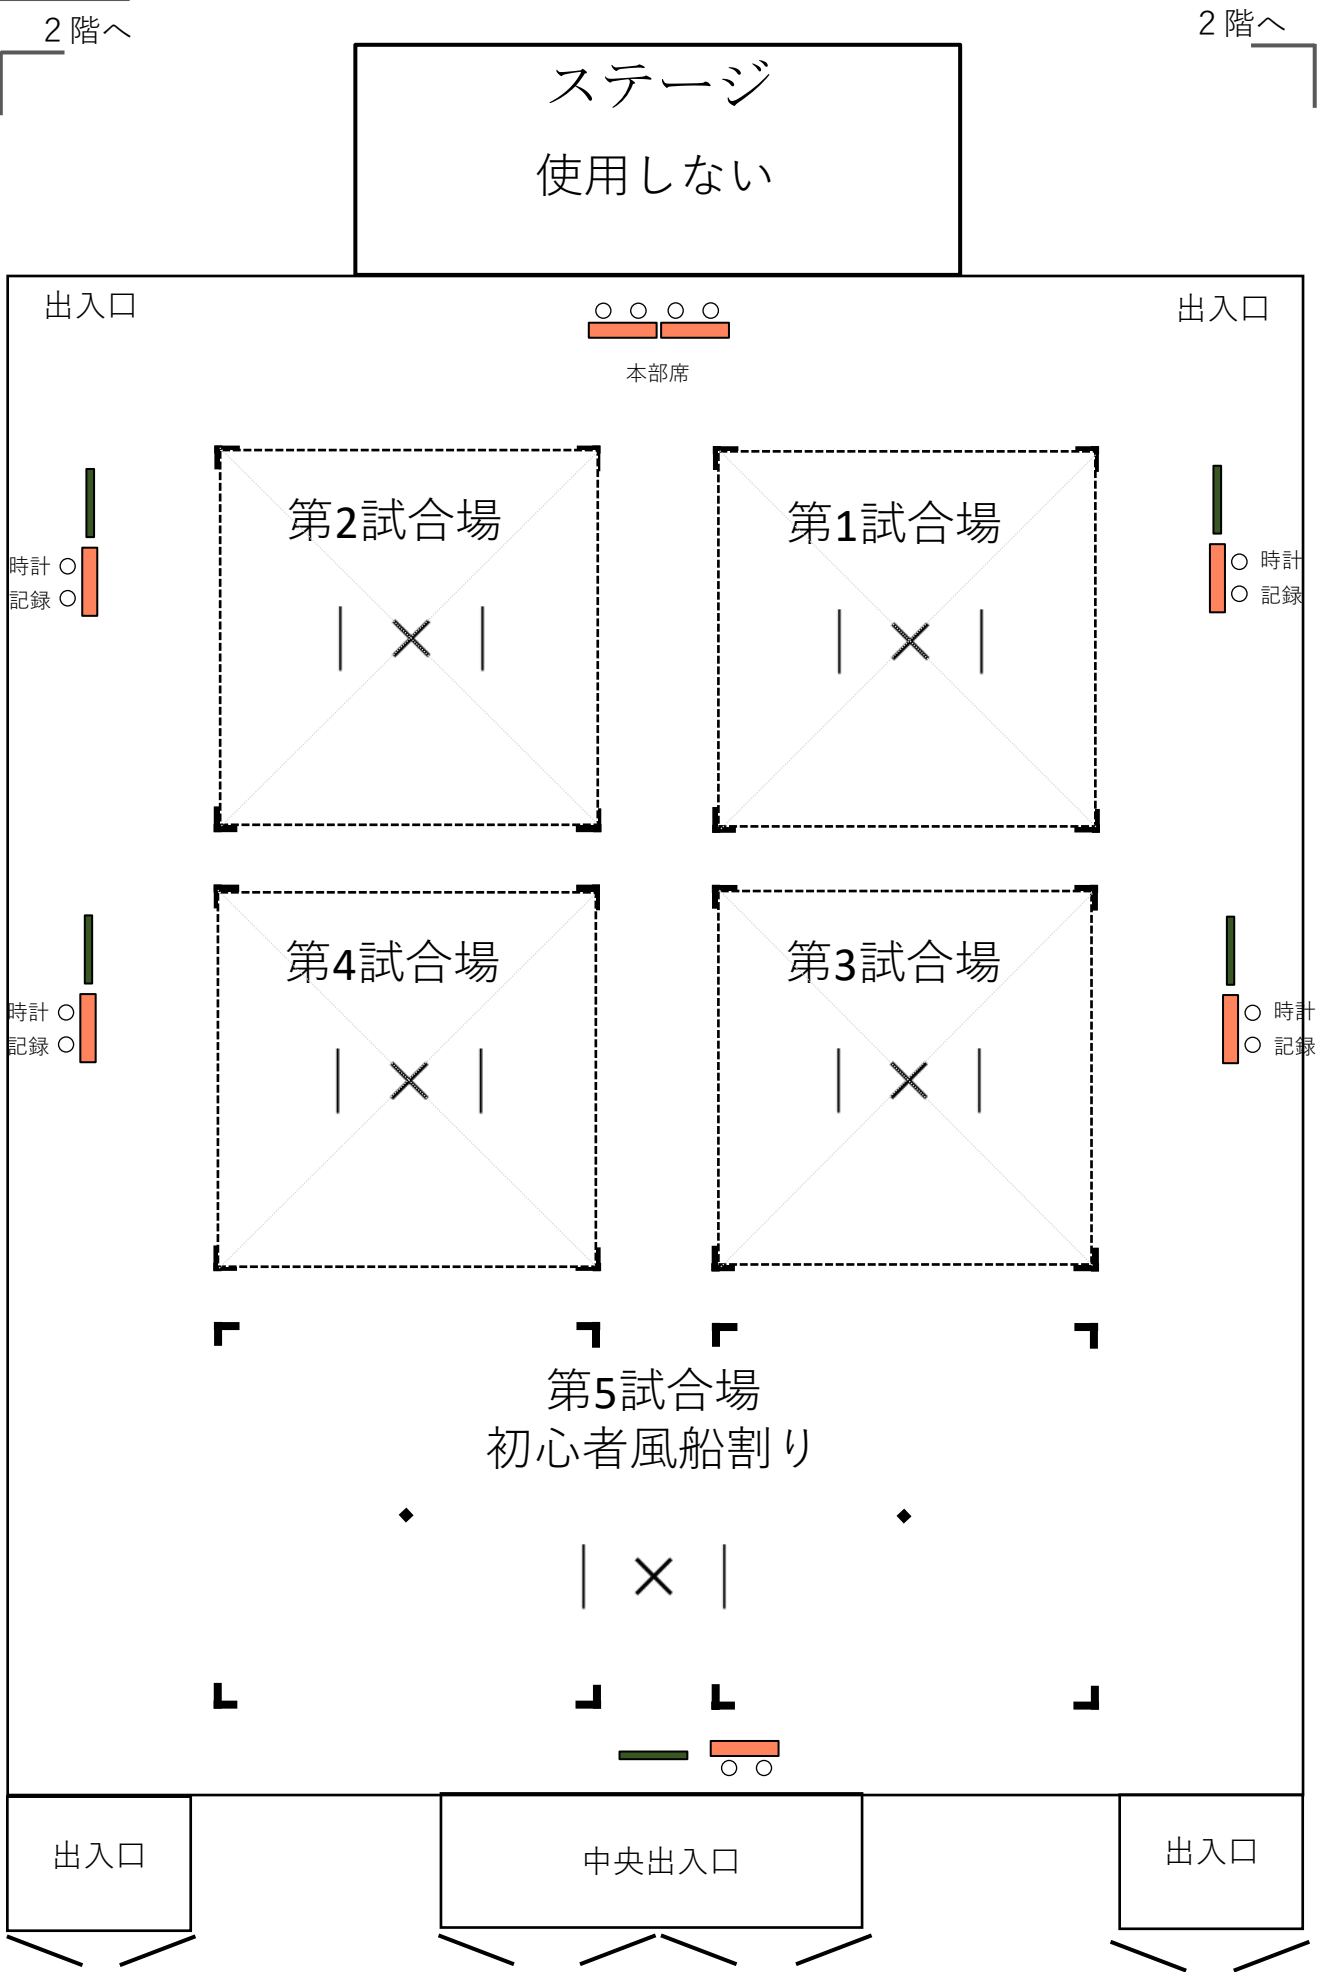 ２階へ
２階へ
ステージ
使用しない
出入口
出入口
本部席
第2試合場
第1試合場
時計
記録
時計
記録
第4試合場
第3試合場
時計
記録
時計
記録
第5試合場
初心者風船割り
出入口
中央出入口
出入口